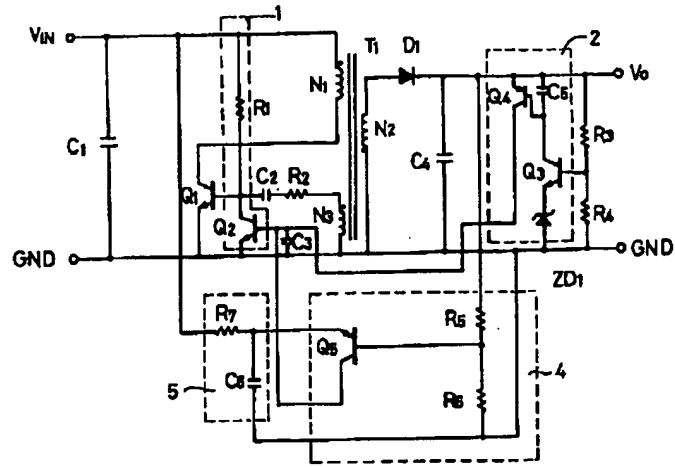 1
2
VIN
T1
D1
Vo
N1
Q4
C5
R1
C1
N2
R3
C4
C2
R2
Q3
Q1
N3
R4
Q2
C3
GND
GND
ZD1
R7
R5
Q5
4
5
C6
R6